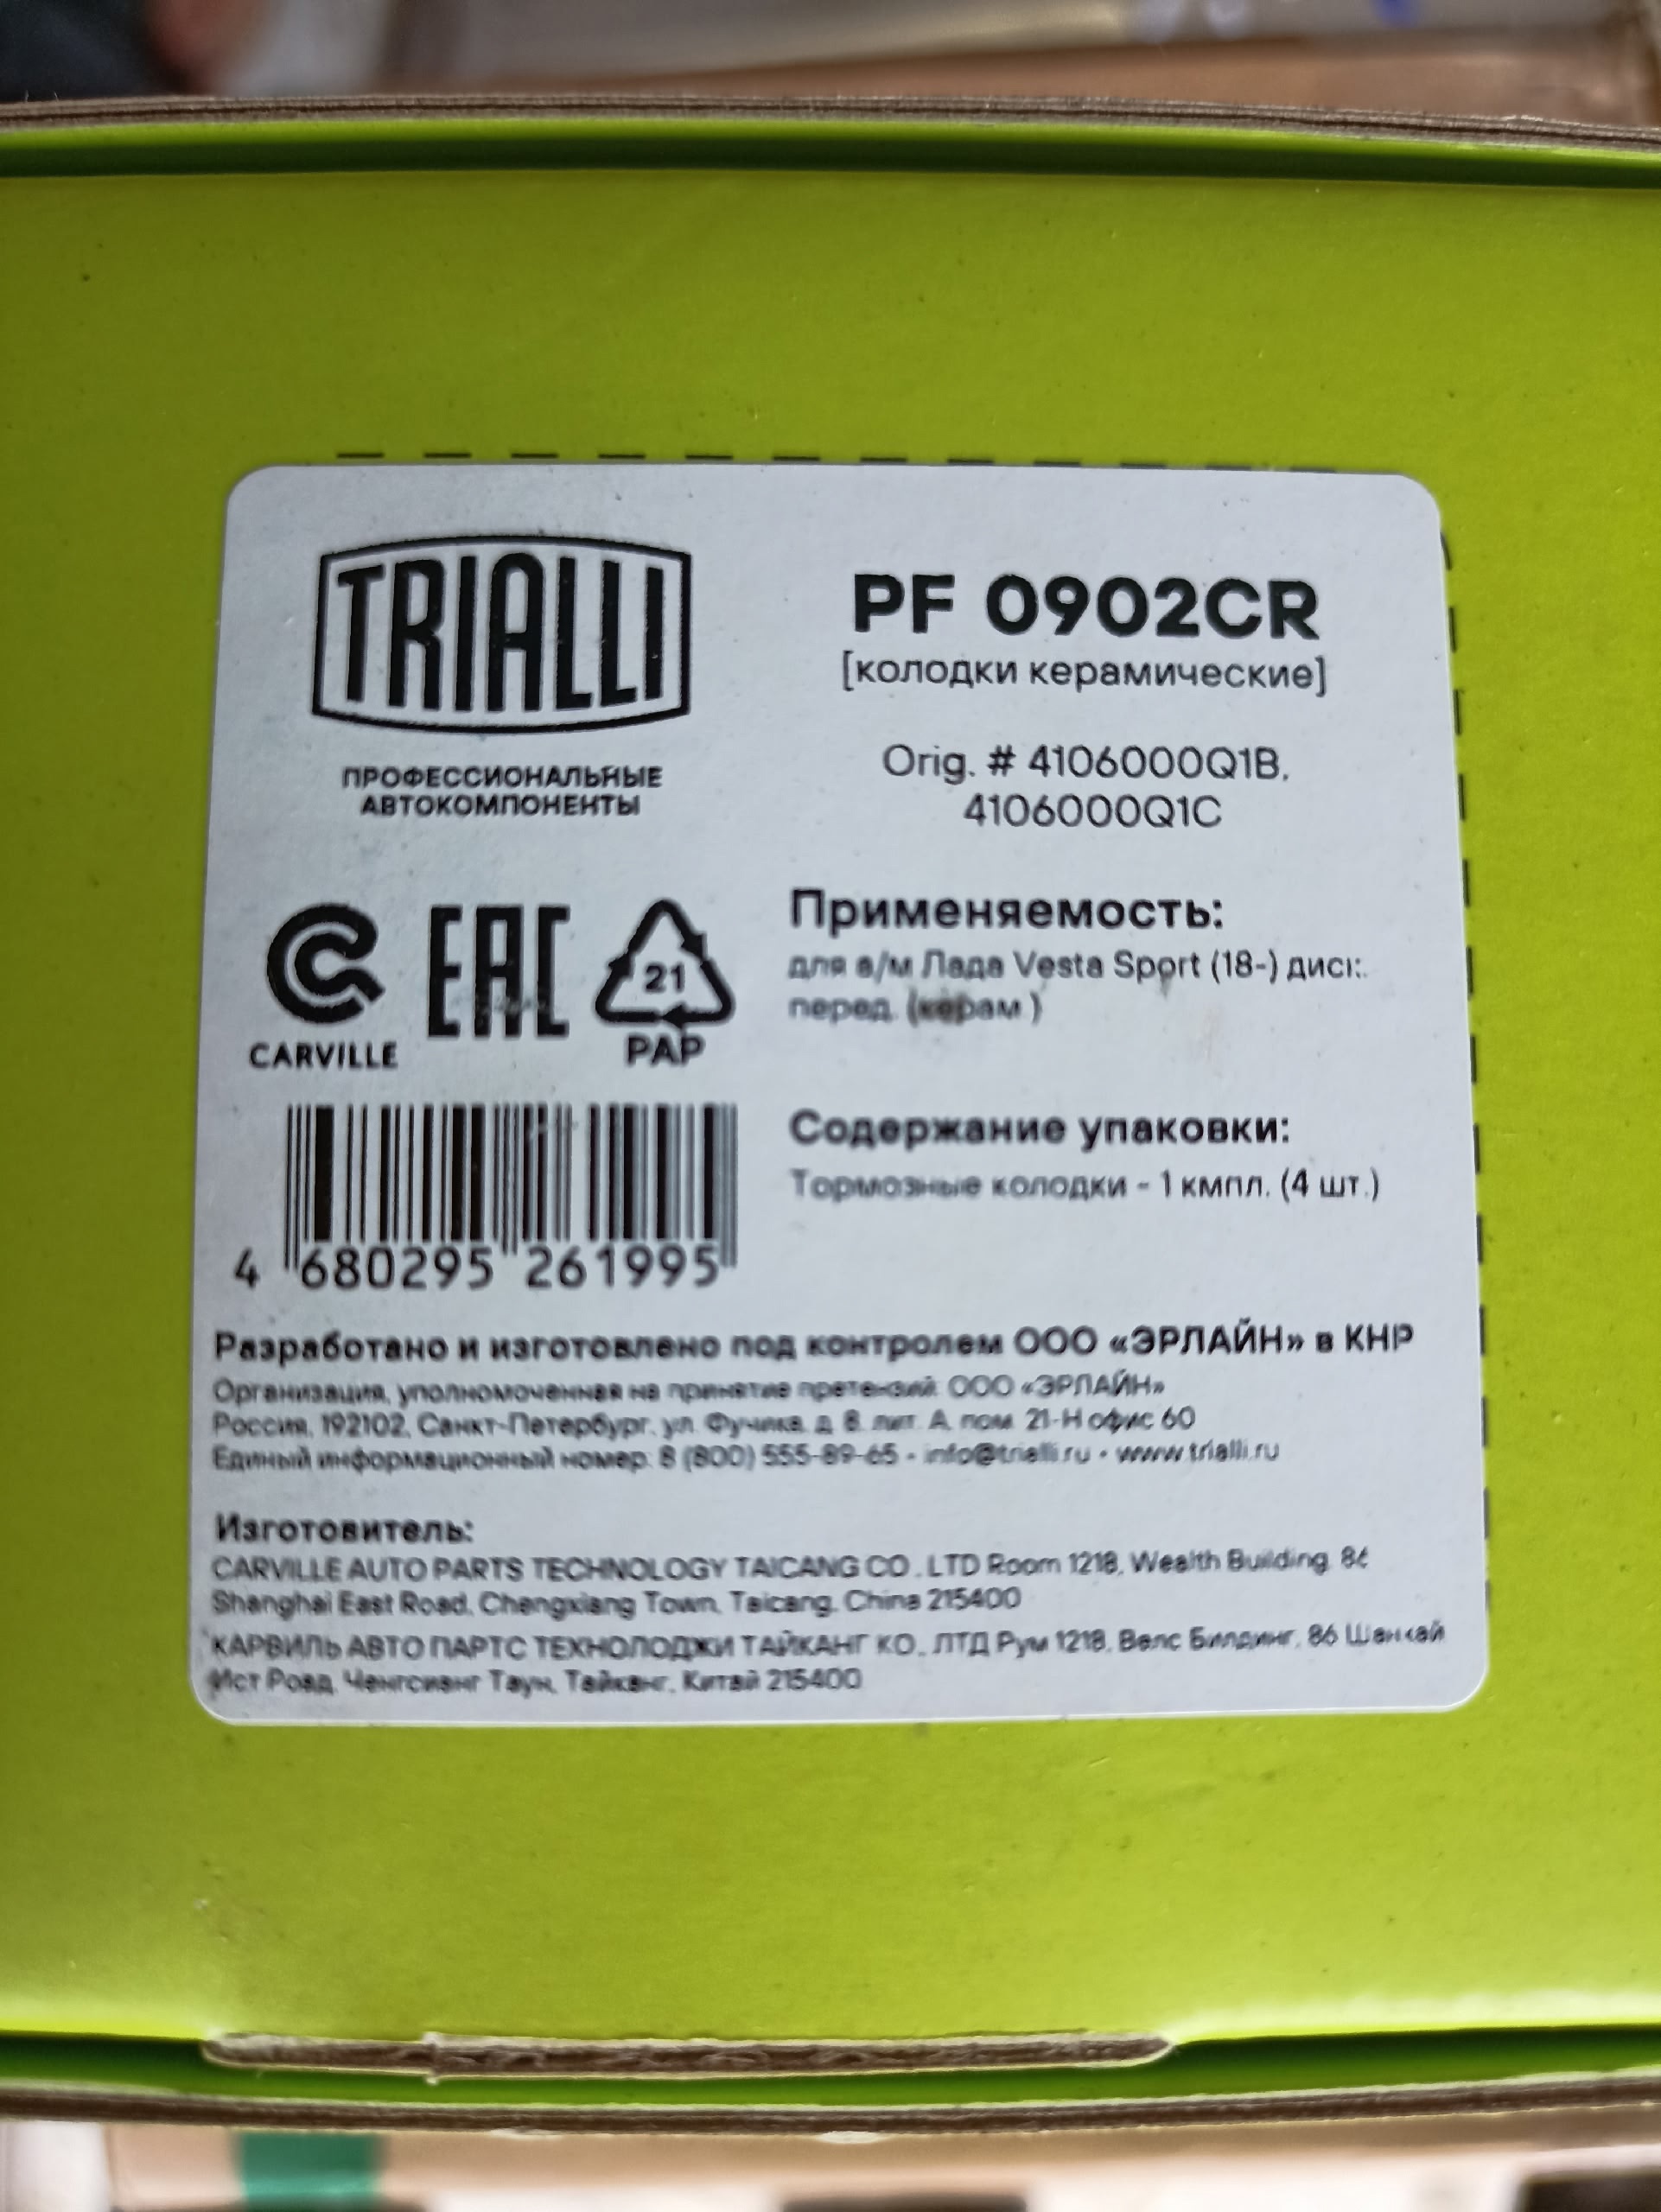 TRIALLI
ПРОФЕССИОНАЛЬНЫЕ
АВТОКОМПОНЕНТЫ
PF 0902CR
[колодки керамические]
Orig. # 4106000Q1B,
4106000Q1C
CARVILLE
EAC
21
PAP
Применяемость:
для а/м Лада Vesta Sport (18-) диск.
перед. (керам.)
Содержание упаковки:
Тормозные колодки - 1 кмпл. (4 шт.)
4 680295 261995
Разработано и изготовлено под контролем ООО «ЭРЛАЙН» в КНР
Организация, уполномоченная на принятие претензий: ООО «ЭРЛАЙН»
Россия, 192102, Санкт-Петербург, ул. Фучика, д. 8, лит. А, пом. 21-Н офис 60
Единый информационный номер: 8 (800) 555-89-65 • info@trialli.ru • www.trialli.ru
Изготовитель:
CARVILLE AUTO PARTS TECHNOLOGY TAICANG CO., LTD Room 1218, Wealth Building, 86
Shanghai East Road, Chengxiang Town, Taicang, China 215400
КАРВИЛЬ АВТО ПАРТС ТЕХНОЛОДЖИ ТАЙКАНГ КО., ЛТД Рум 1218, Велс Билдинг, 86 Шанхай
Ист Роад, Ченгсианг Таун, Тайканг, Китай 215400